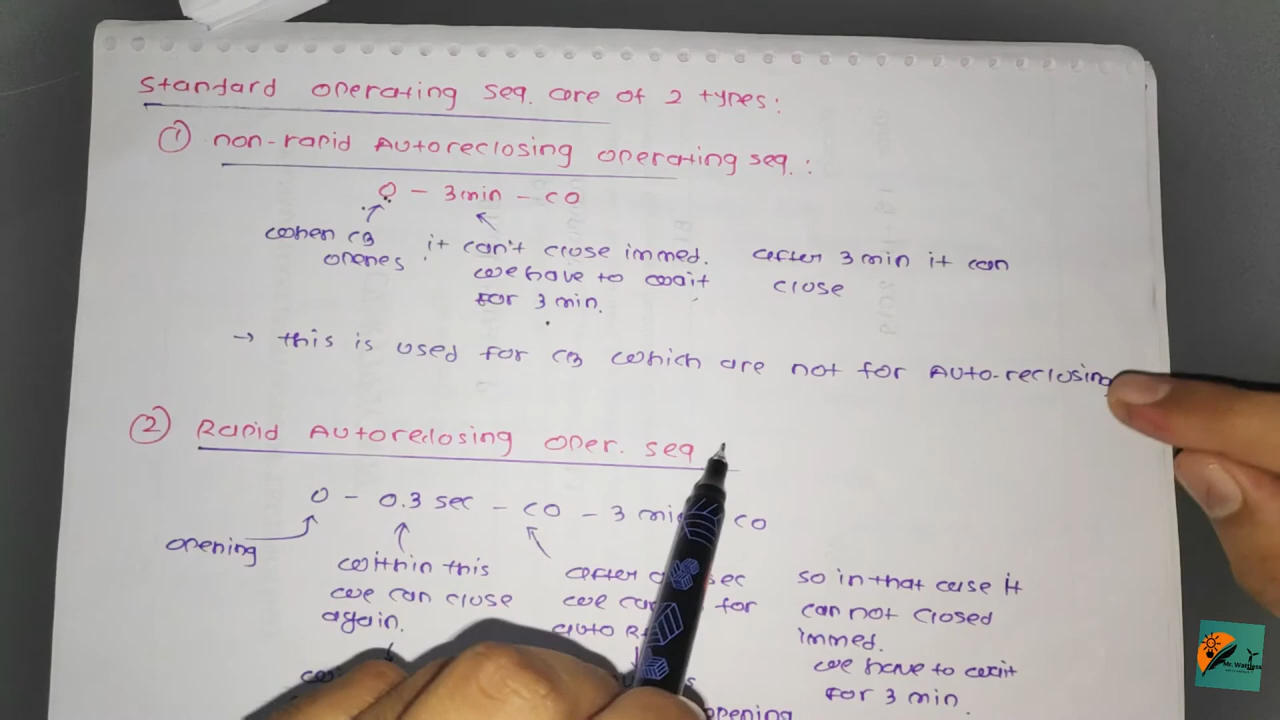 Standard operating seq. are of 2 types:
① non-rapid Autoreclosing operating seq.:
O - 3min - CO
when CB opens
it can't close immed. we have to wait for 3 min.
after 3 min it can close
→ this is used for CB which are not for Auto-reclosing
② Rapid Autoreclosing oper. seq
O - 0.3 sec - CO - 3 min CO
opening
within this we can close again.
after sec we for auto
so in that case it can not closed immed.
we have to wait for 3 min.
opening
Mr. Wattless